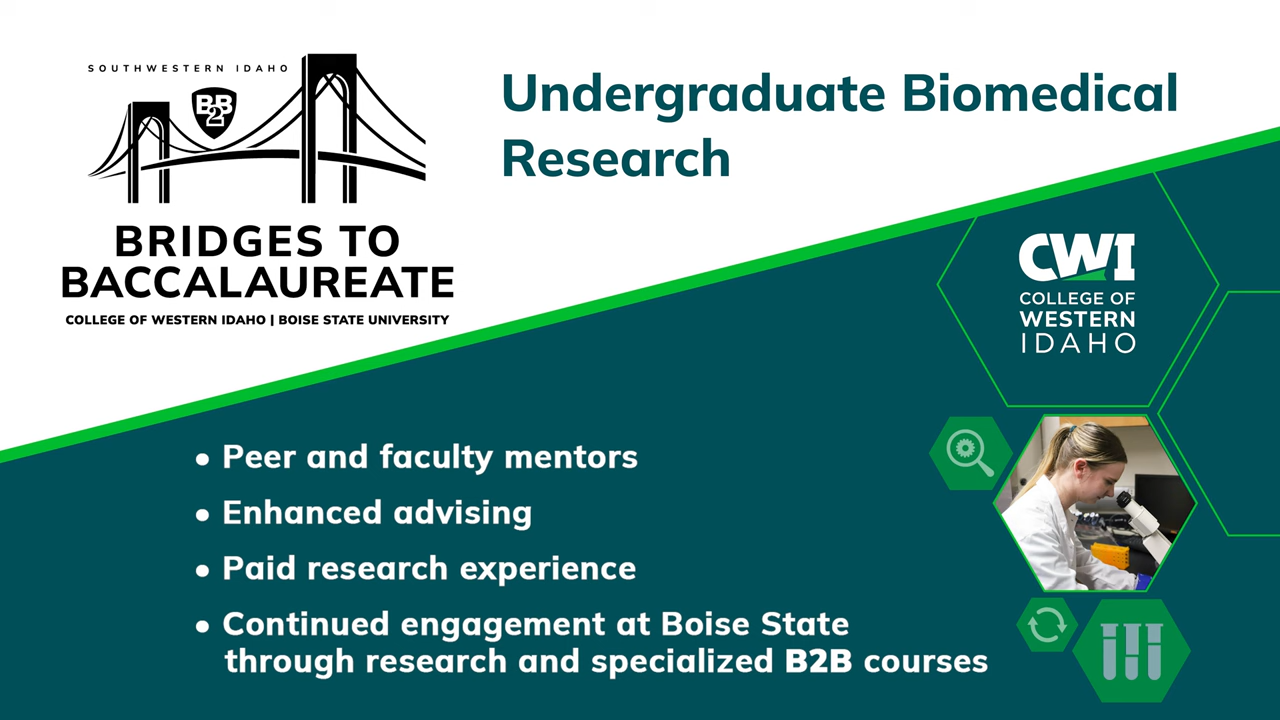 SOUTHWESTERN IDAHO
B2B
BRIDGES TO
BACCALAUREATE
COLLEGE OF WESTERN IDAHO | BOISE STATE UNIVERSITY
Undergraduate Biomedical
Research
CWI
COLLEGE OF
WESTERN
IDAHO
• Peer and faculty mentors
• Enhanced advising
• Paid research experience
• Continued engagement at Boise State
through research and specialized B2B courses